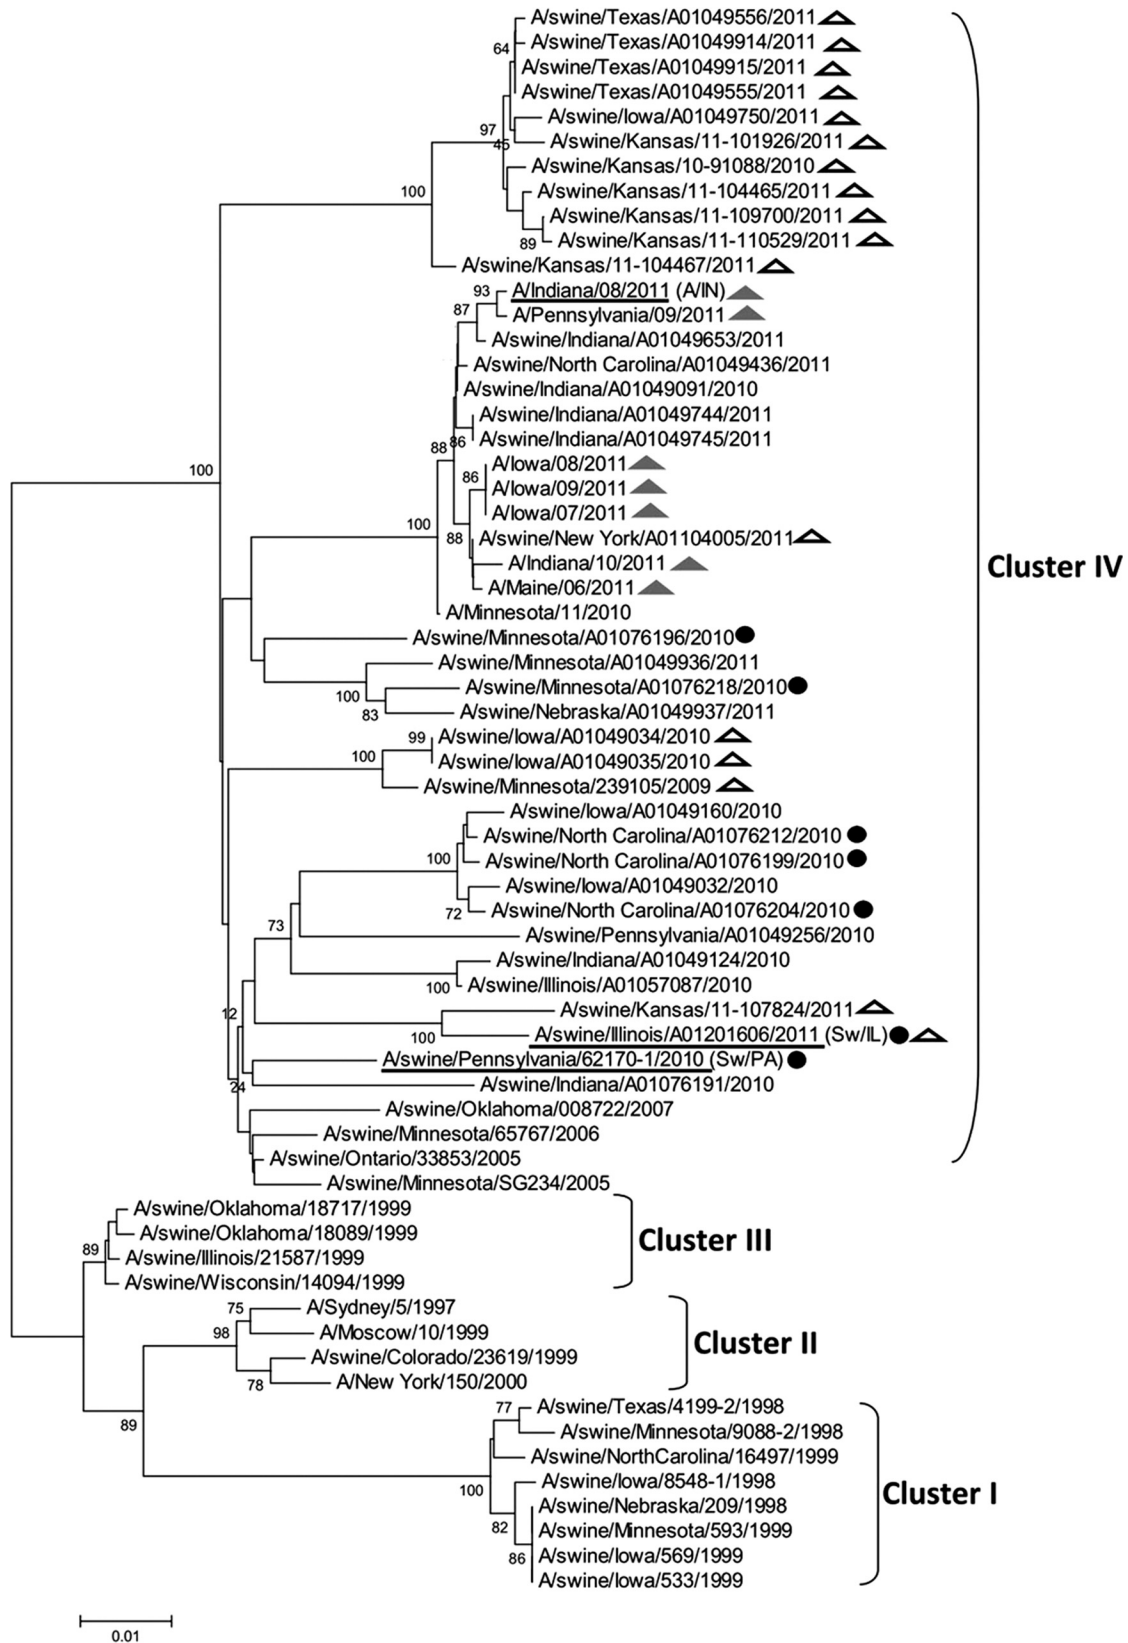 A/swine/Texas/A01049556/2011
A/swine/Texas/A01049914/2011
64
A/swine/Texas/A01049915/2011
A/swine/Texas/A01049555/2011
A/swine/Iowa/A01049750/2011
97
45
A/swine/Kansas/11-101926/2011
A/swine/Kansas/10-91088/2010
100
A/swine/Kansas/11-104465/2011
A/swine/Kansas/11-109700/2011
89
A/swine/Kansas/11-110529/2011
A/swine/Kansas/11-104467/2011
93
A/Indiana/08/2011 (A/IN)
87
A/Pennsylvania/09/2011
A/swine/Indiana/A01049653/2011
A/swine/North Carolina/A01049436/2011
A/swine/Indiana/A01049091/2010
A/swine/Indiana/A01049744/2011
88
86
A/swine/Indiana/A01049745/2011
100
A/Iowa/08/2011
86
A/Iowa/09/2011
A/Iowa/07/2011
100
88
A/swine/New York/A01104005/2011
A/Indiana/10/2011
Cluster IV
A/Maine/06/2011
A/Minnesota/11/2010
A/swine/Minnesota/A01076196/2010
A/swine/Minnesota/A01049936/2011
100
A/swine/Minnesota/A01076218/2010
83
A/swine/Nebraska/A01049937/2011
99
A/swine/Iowa/A01049034/2010
100
A/swine/Iowa/A01049035/2010
A/swine/Minnesota/239105/2009
A/swine/Iowa/A01049160/2010
A/swine/North Carolina/A01076212/2010
100
A/swine/North Carolina/A01076199/2010
A/swine/Iowa/A01049032/2010
72
A/swine/North Carolina/A01076204/2010
73
A/swine/Pennsylvania/A01049256/2010
A/swine/Indiana/A01049124/2010
100
A/swine/Illinois/A01057087/2010
12
A/swine/Kansas/11-107824/2011
100
A/swine/Illinois/A01201606/2011 (Sw/IL)
A/swine/Pennsylvania/62170-1/2010 (Sw/PA)
24
A/swine/Indiana/A01076191/2010
A/swine/Oklahoma/008722/2007
A/swine/Minnesota/65767/2006
A/swine/Ontario/33853/2005
A/swine/Minnesota/SG234/2005
A/swine/Oklahoma/18717/1999
A/swine/Oklahoma/18089/1999
Cluster III
89
A/swine/Illinois/21587/1999
A/swine/Wisconsin/14094/1999
75
A/Sydney/5/1997
98
A/Moscow/10/1999
Cluster II
A/swine/Colorado/23619/1999
78
A/New York/150/2000
89
77
A/swine/Texas/4199-2/1998
A/swine/Minnesota/9088-2/1998
A/swine/NorthCarolina/16497/1999
100
A/swine/Iowa/8548-1/1998
Cluster I
A/swine/Nebraska/209/1998
82
A/swine/Minnesota/593/1999
86
A/swine/Iowa/569/1999
A/swine/Iowa/533/1999
0.01